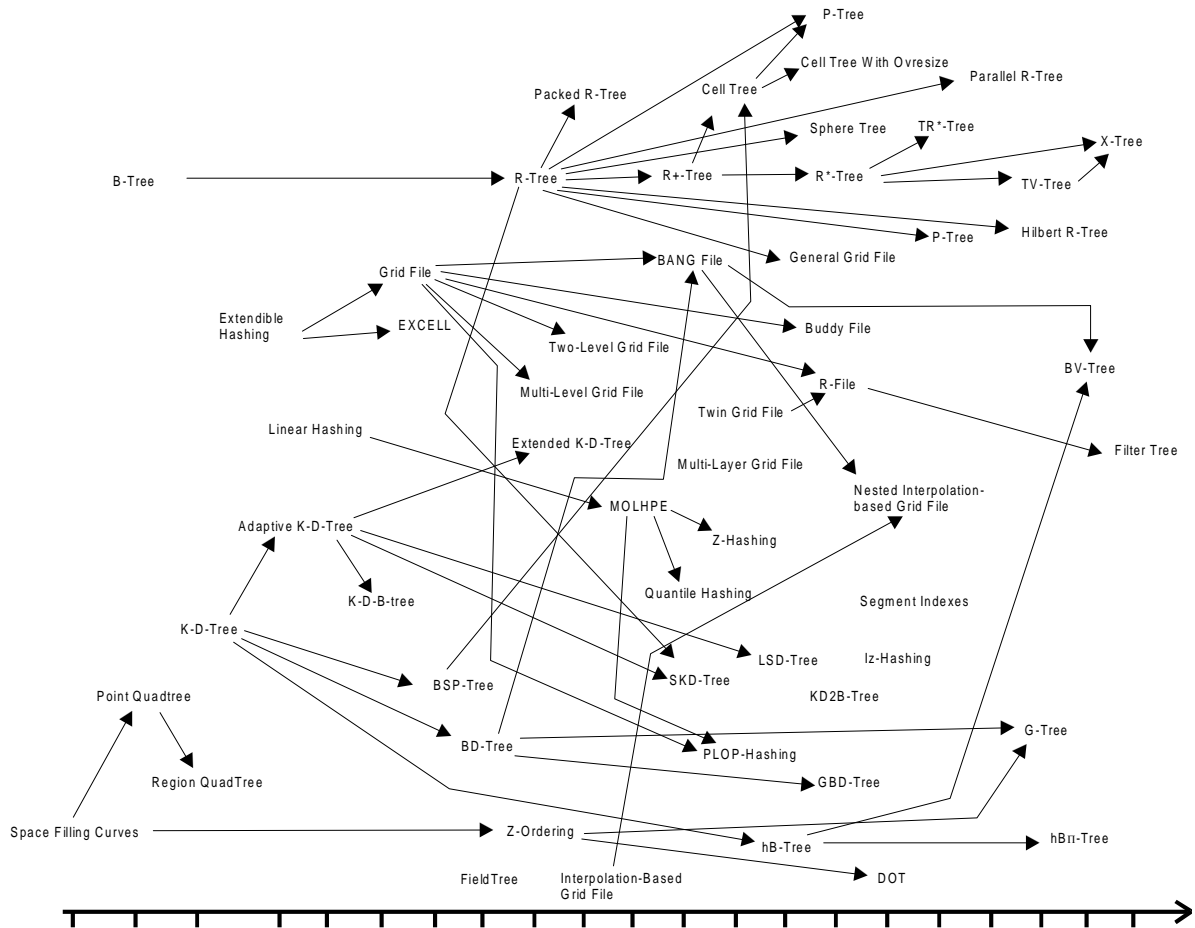 P-Tree
Cell Tree With Ovresize
Parallel R-Tree
Cell Tree
Packed R-Tree
Sphere Tree
TR*-Tree
X-Tree
B-Tree
R-Tree
R+-Tree
R*-Tree
TV-Tree
P-Tree
Hilbert R-Tree
General Grid File
BANG File
Grid File
Extendible
Hashing
EXCELL
Buddy File
Two-Level Grid File
BV-Tree
Multi-Level Grid File
R-File
Twin Grid File
Linear Hashing
Extended K-D-Tree
Filter Tree
Multi-Layer Grid File
Nested Interpolation-
based Grid File
MOLHPE
Adaptive K-D-Tree
Z-Hashing
K-D-B-tree
Quantile Hashing
Segment Indexes
K-D-Tree
LSD-Tree
Iz-Hashing
BSP-Tree
SKD-Tree
KD2B-Tree
Point Quadtree
BD-Tree
PLOP-Hashing
G-Tree
Region QuadTree
GBD-Tree
Space Filling Curves
Z-Ordering
hB-Tree
hBΠ-Tree
FieldTree
Interpolation-Based
Grid File
DOT